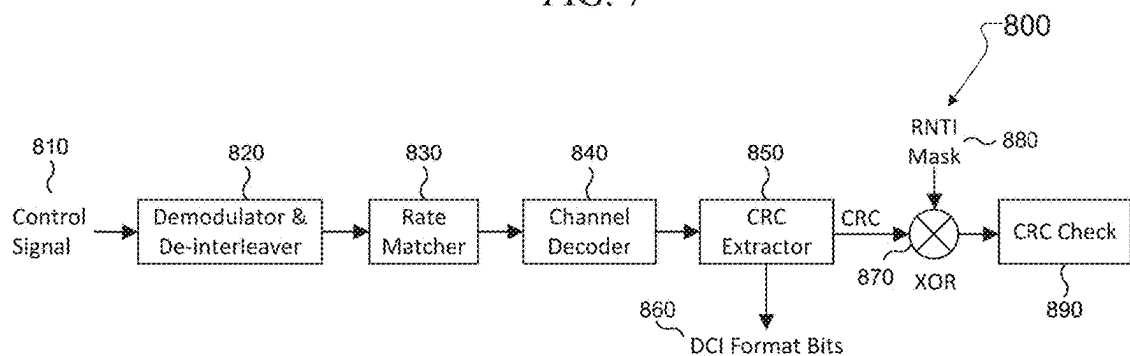 FIG. 7
800
RNTI
Mask
880
810
820
830
840
850
Control
Signal
Demodulator &
De-interleaver
Rate
Matcher
Channel
Decoder
CRC
Extractor
CRC
870
XOR
CRC Check
890
860
DCI Format Bits